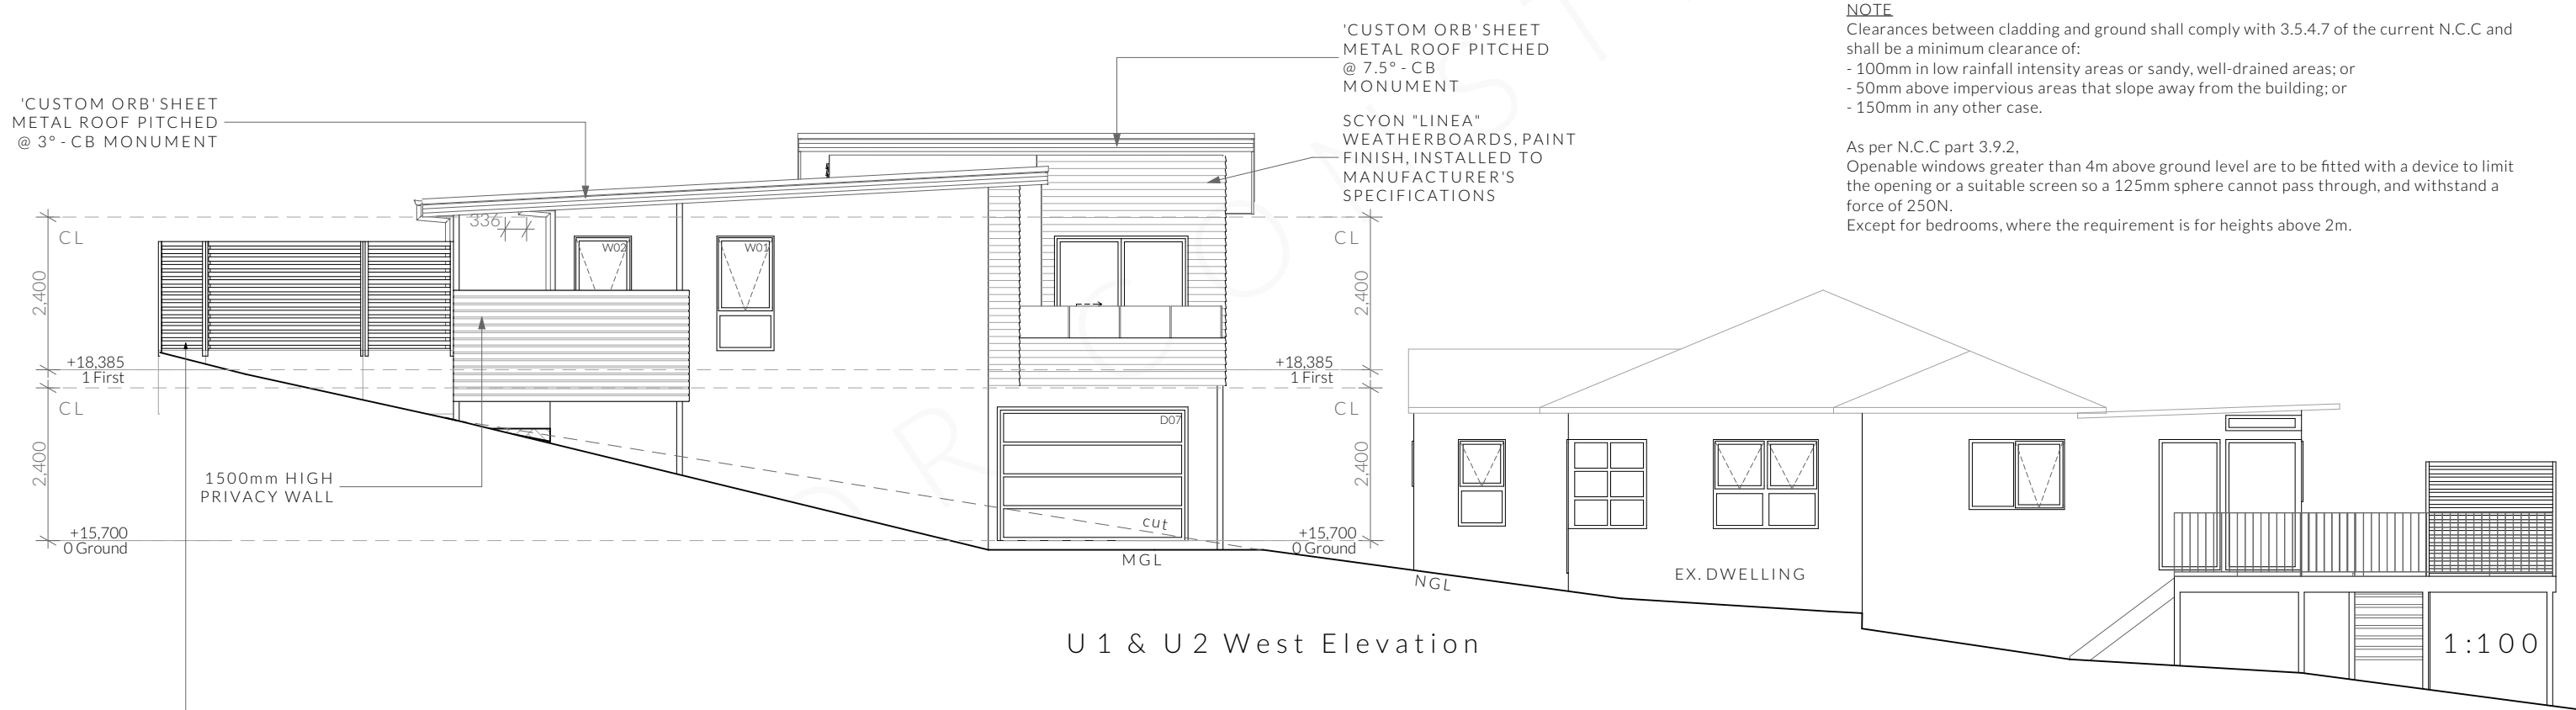 'CUSTOM ORB' SHEET
METAL ROOF PITCHED
@ 3° - CB MONUMENT
'CUSTOM ORB' SHEET
METAL ROOF PITCHED
@ 7.5° - CB
MONUMENT
SCYON "LINEA"
WEATHERBOARDS, PAINT
FINISH, INSTALLED TO
MANUFACTURER'S
SPECIFICATIONS
NOTE
Clearances between cladding and ground shall comply with 3.5.4.7 of the current N.C.C and
shall be a minimum clearance of:
- 100mm in low rainfall intensity areas or sandy, well-drained areas; or
- 50mm above impervious areas that slope away from the building; or
- 150mm in any other case.
As per N.C.C part 3.9.2,
Openable windows greater than 4m above ground level are to be fitted with a device to limit
the opening or a suitable screen so a 125mm sphere cannot pass through, and withstand a
force of 250N.
Except for bedrooms, where the requirement is for heights above 2m.
336
CL
W02
W01
CL
2,400
2,400
+18,385
1 First
+18,385
1 First
CL
CL
D07
2,400
2,400
1500mm HIGH
PRIVACY WALL
cut
+15,700
0 Ground
+15,700
0 Ground
MGL
NGL
EX. DWELLING
U1 & U2 West Elevation
1:100